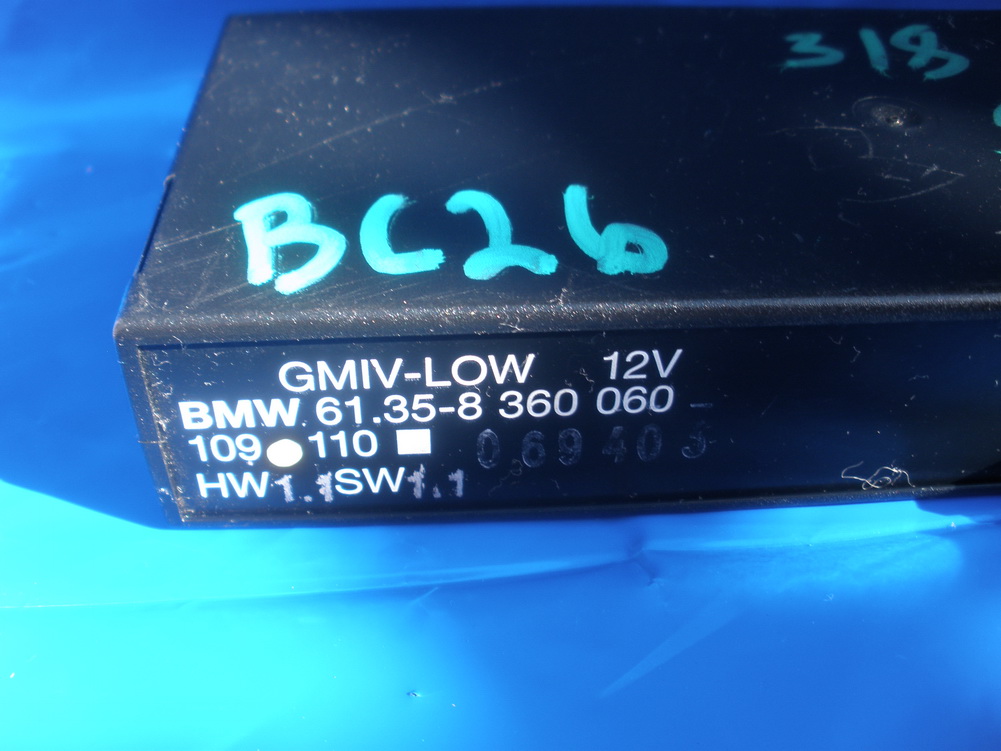 318
BC26
GMIV-LOW 12V
BMW 61.35-8 360 060
109 110 069403
HW1.1SW1.1